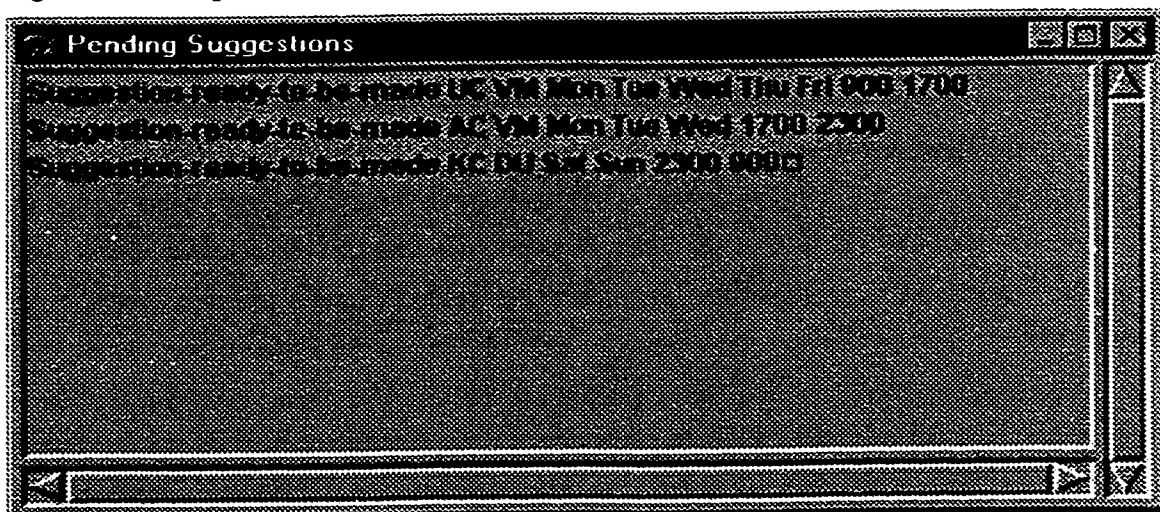 Pending Suggestions
Suggestion-ready-to-be-made UC VM Mon Tue Wed Thu Fri 900 1700
Suggestion-ready-to-be-made AC VM Mon Tue Wed 1700 2300
Suggestion-ready-to-be-made KC DU Sat Sun 2300 900